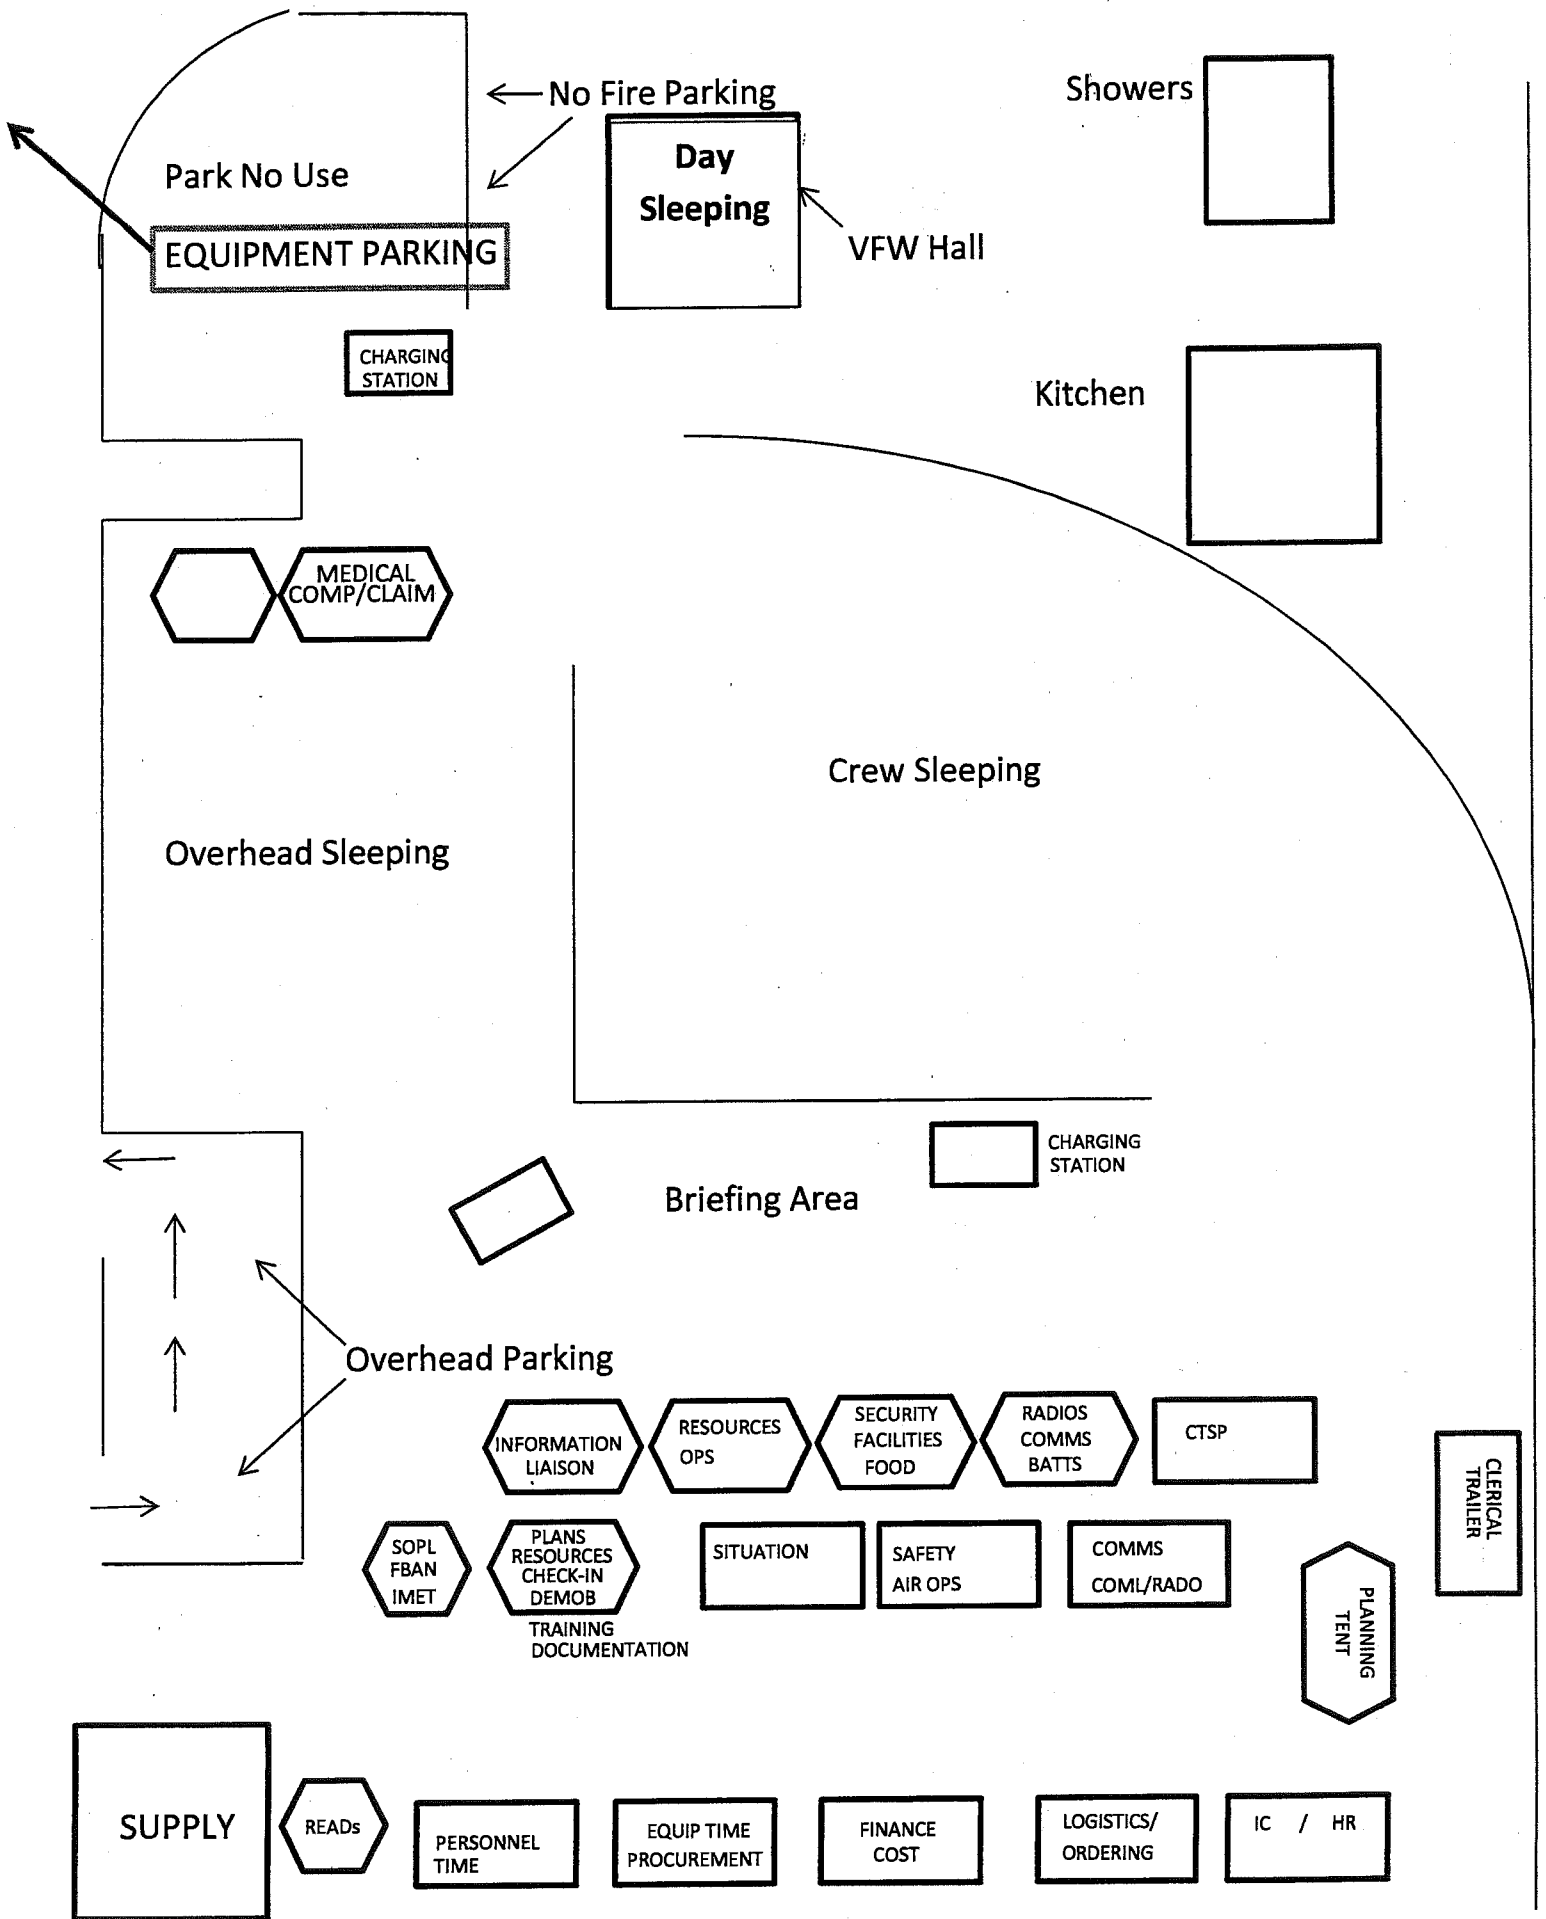 No Fire Parking
Showers
Park No Use
Day
Sleeping
EQUIPMENT PARKING
VFW Hall
CHARGING
STATION
Kitchen
MEDICAL
COMP/CLAIM
Crew Sleeping
Overhead Sleeping
CHARGING
STATION
Briefing Area
Overhead Parking
INFORMATION
LIAISON
RESOURCES
OPS
SECURITY
FACILITIES
FOOD
RADIOS
COMMS
BATTS
CTSP
CLERICAL
TRAILER
SOPL
FBAN
IMET
PLANS
RESOURCES
CHECK-IN
DEMOB
TRAINING
DOCUMENTATION
SITUATION
SAFETY
AIR OPS
COMMS
COML/RADO
PLANNING
TENT
SUPPLY
READs
PERSONNEL
TIME
EQUIP TIME
PROCUREMENT
FINANCE
COST
LOGISTICS/
ORDERING
IC / HR